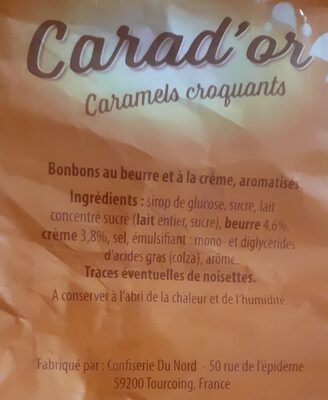 Carad'or
Caramels croquants
Bonbons au beurre et à la crème, aromatisés
Ingrédients : sirop de glucose, sucre, lait
concentré sucré (lait entier, sucre), beurre 4,6%,
crème 3,8%, sel, émulsifiant : mono- et diglycérides
d'acides gras (colza), arôme.
Traces éventuelles de noisettes.
A conserver à l'abri de la chaleur et de l'humidité.
Fabriqué par : Confiserie Du Nord - 50 rue de l'épidème
59200 Tourcoing, France